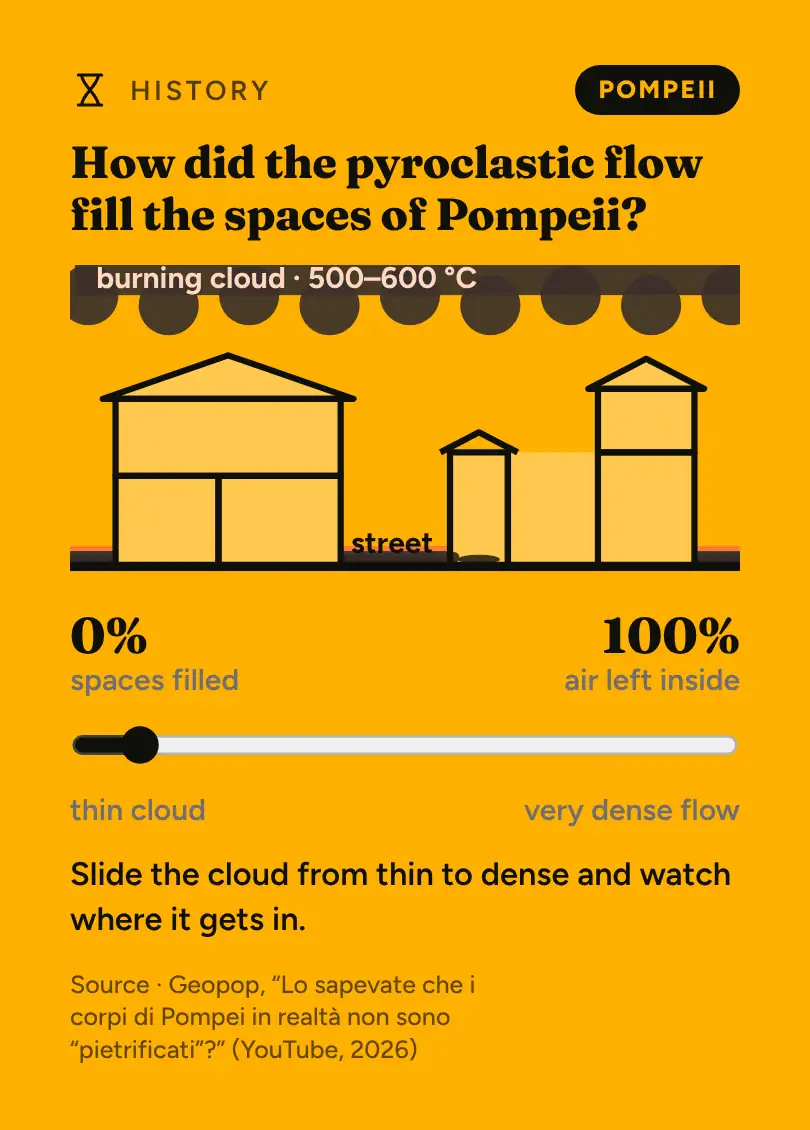 HISTORY
POMPEII
How did the pyroclastic flow
fill the spaces of Pompeii?
burning cloud · 500–600 °C
street
0%
spaces filled
100%
air left inside
thin cloud
very dense flow
Slide the cloud from thin to dense and watch
where it gets in.
Source · Geopop, “Lo sapevate che i
corpi di Pompei in realtà non sono
“pietrificati”?” (YouTube, 2026)